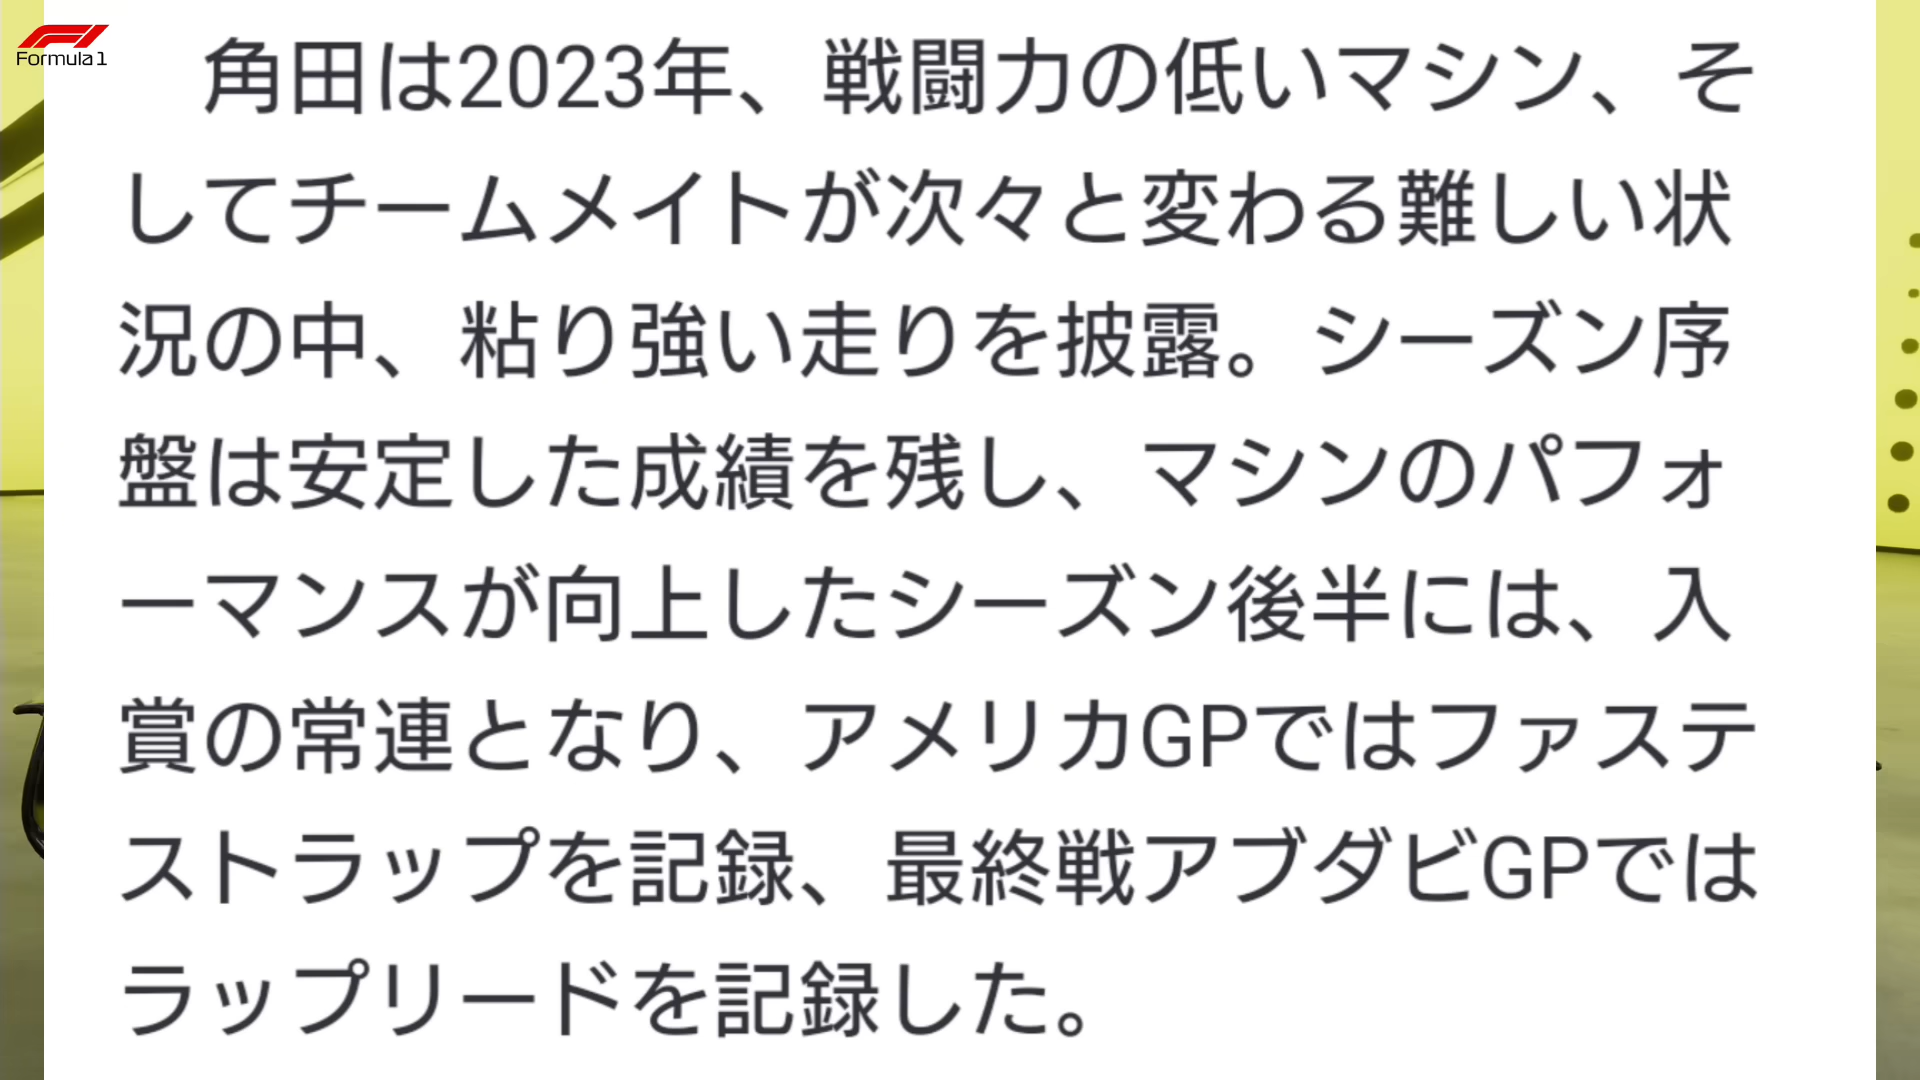 Formula 1
角田は2023年、戦闘力の低いマシン、そ
してチームメイトが次々と変わる難しい状
況の中、粘り強い走りを披露。シーズン序
盤は安定した成績を残し、マシンのパフォ
ーマンスが向上したシーズン後半には、入
賞の常連となり、アメリカGPではファステ
ストラップを記録、最終戦アブダビGPでは
ラップリードを記録した。